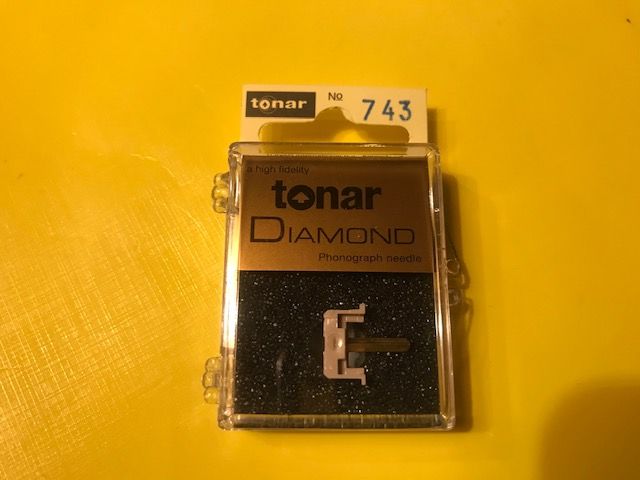 tonar No 743
a high fidelity
tonar
DIAMOND
Phonograph needle